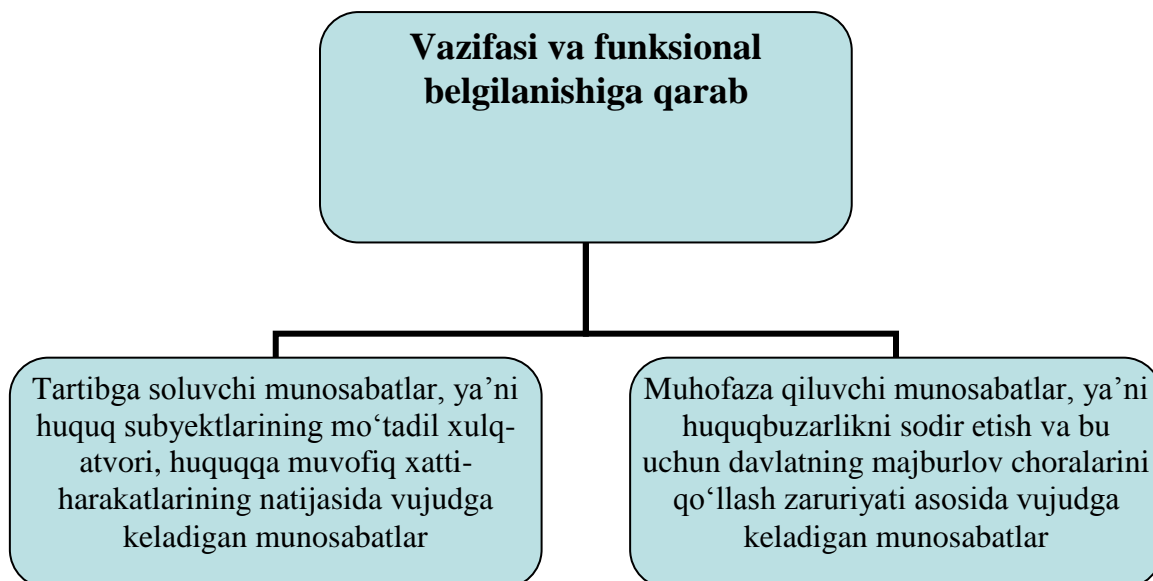 Vazifasi va funksional
belgilanishiga qarab
Tartibga soluvchi munosabatlar, ya’ni
huquq subyektlarining mo‘tadil xulq-
atvori, huquqqa muvofiq xatti-
harakatlarining natijasida vujudga
keladigan munosabatlar
Muhofaza qiluvchi munosabatlar, ya’ni
huquqbuzarlikni sodir etish va bu
uchun davlatning majburlov choralarini
qo‘llash zaruriyati asosida vujudga
keladigan munosabatlar